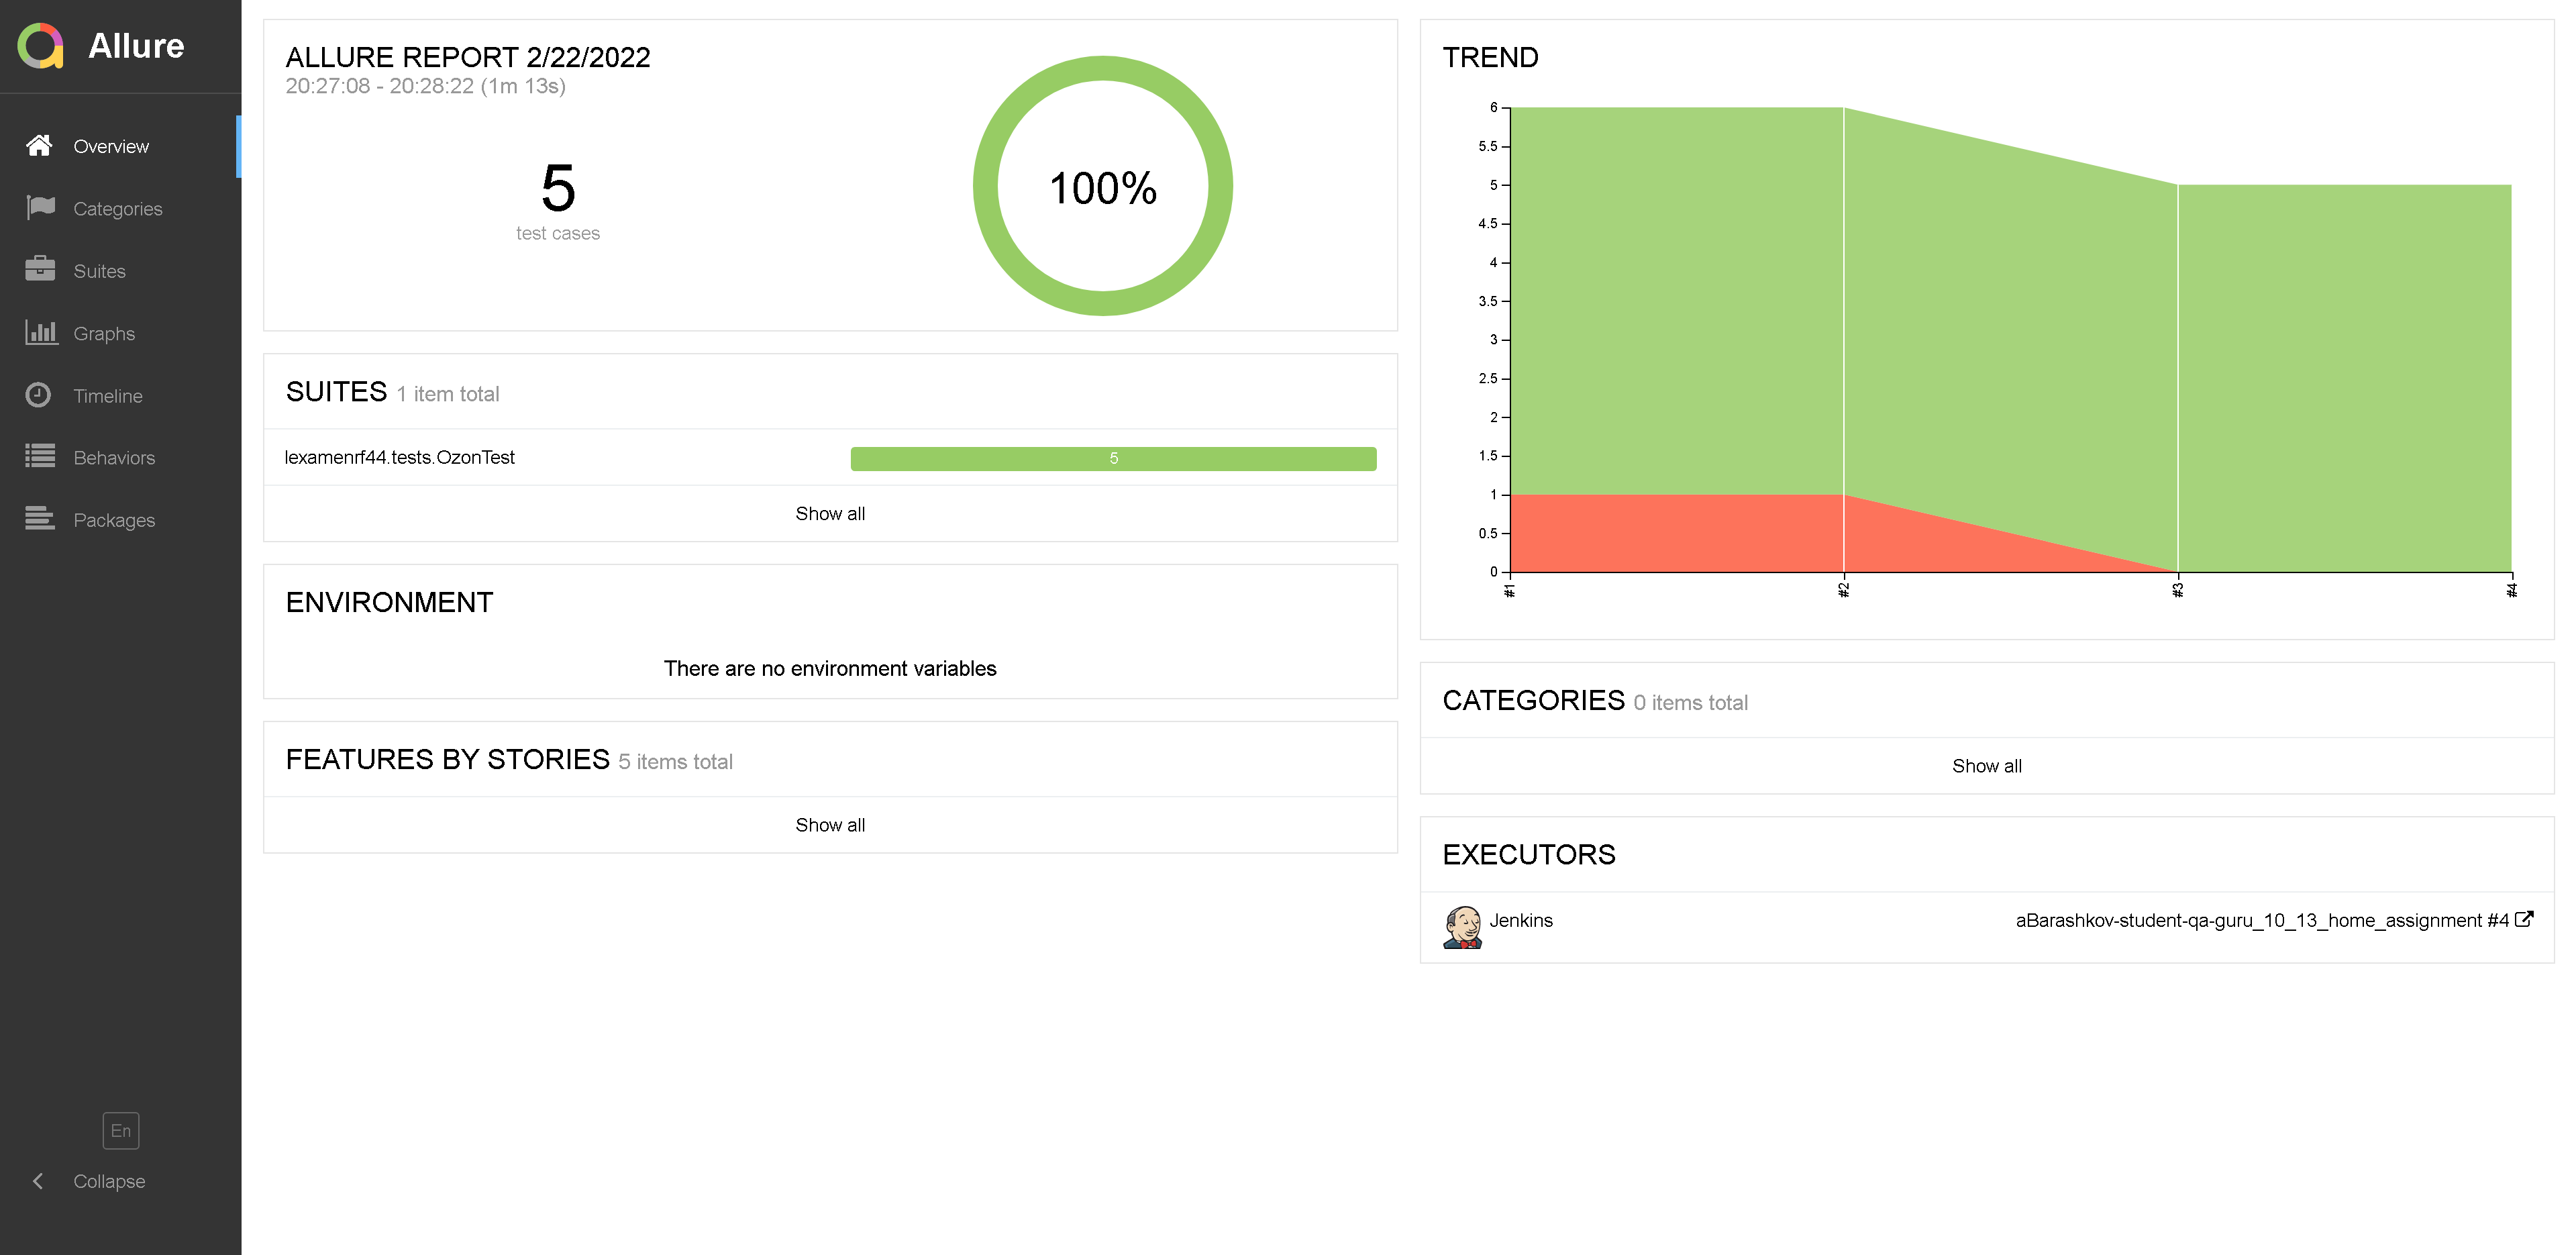 Allure
Overview
Categories
Suites
Graphs
Timeline
Behaviors
Packages
En
Collapse
ALLURE REPORT 2/22/2022
20:27:08 - 20:28:22 (1m 13s)
5
test cases
100%
SUITES 1 item total
lexamenrf44.tests.OzonTest 5
Show all
ENVIRONMENT
There are no environment variables
FEATURES BY STORIES 5 items total
Show all
TREND
6
5.5
5
4.5
4
3.5
3
2.5
2
1.5
1
0.5
0
#1 #2 #3 #4
CATEGORIES 0 items total
Show all
EXECUTORS
Jenkins aBarashkov-student-qa-guru_10_13_home_assignment #4